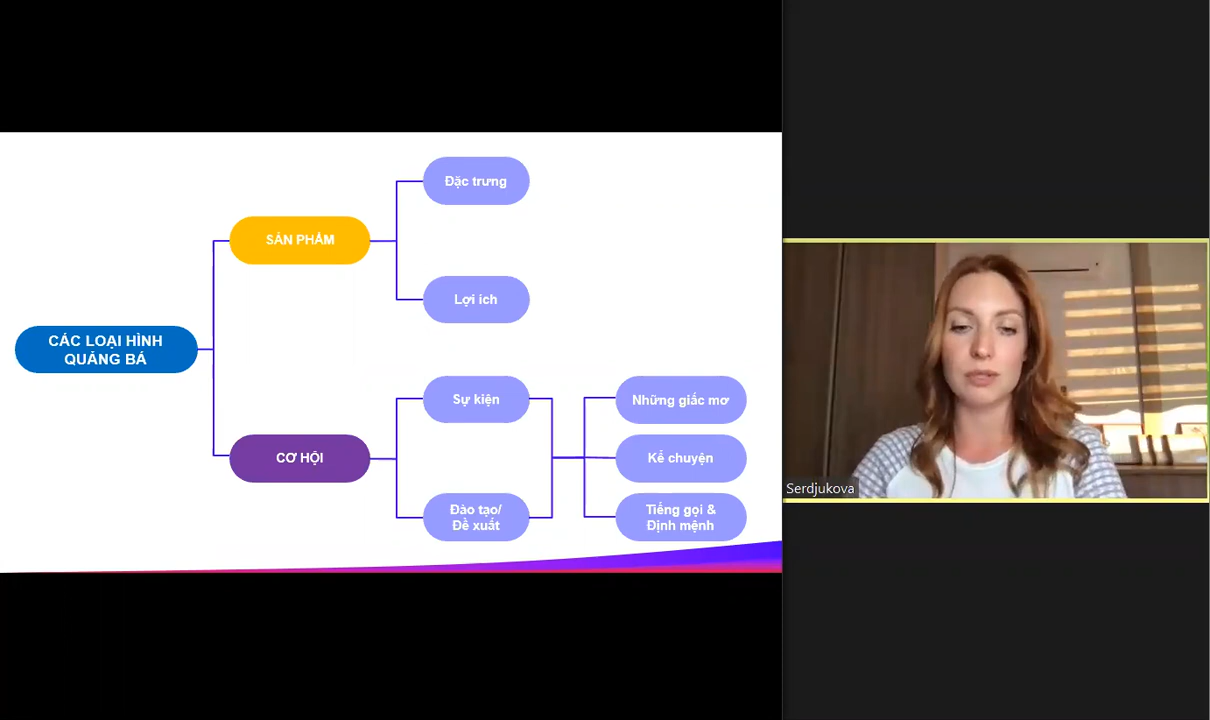 CÁC LOẠI HÌNH
QUẢNG BÁ
SẢN PHẨM
Đặc trưng
Lợi ích
CƠ HỘI
Sự kiện
Đào tạo/
Đề xuất
Những giấc mơ
Kể chuyện
Tiếng gọi &
Định mệnh
Serdjukova